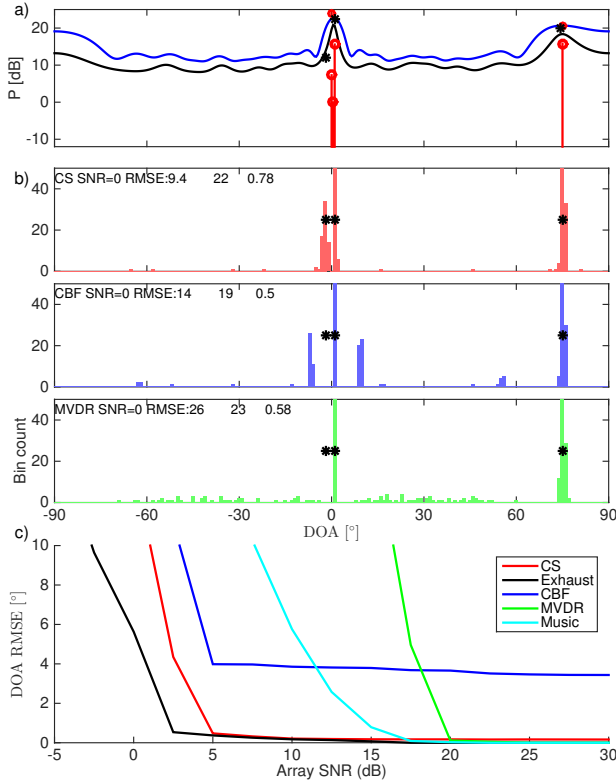 a)
P [dB]
20
10
0
-10
b)
CS SNR=0 RMSE:9.4 22 0.78
40
20
0
CBF SNR=0 RMSE:14 19 0.5
40
20
0
MVDR SNR=0 RMSE:26 23 0.58
Bin count
40
20
0
-90 -60 -30 0 30 60 90
DOA [°]
c)
DOA RMSE [°]
10
8
6
4
2
0
CS
Exhaust
CBF
MVDR
Music
-5 0 5 10 15 20 25 30
Array SNR (dB)